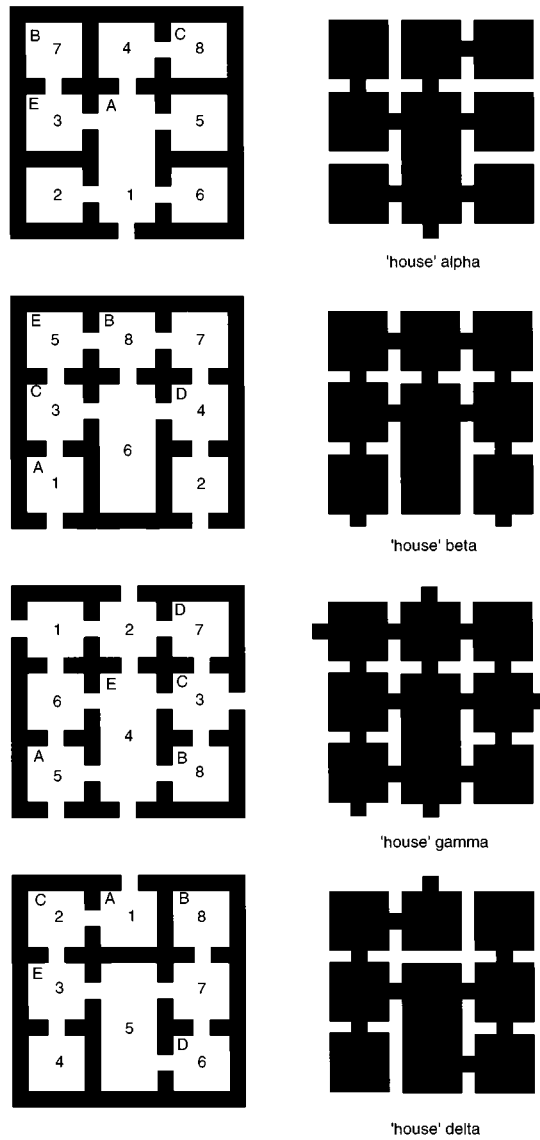 B 7 4 C 8
E 3 A 5
2 1 6
'house' alpha
E 5 B 8 7
C 3 D 4
6
A 1 2
'house' beta
1 2 D 7
6 E C 3
4
A 5 B 8
'house' gamma
C 2 A 1 B 8
E 3 7
5
4 D 6
'house' delta